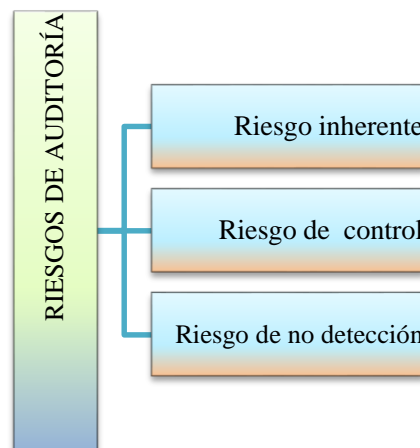 RIESGOS DE AUDITORÍA
Riesgo inherente
Riesgo de control
Riesgo de no detección